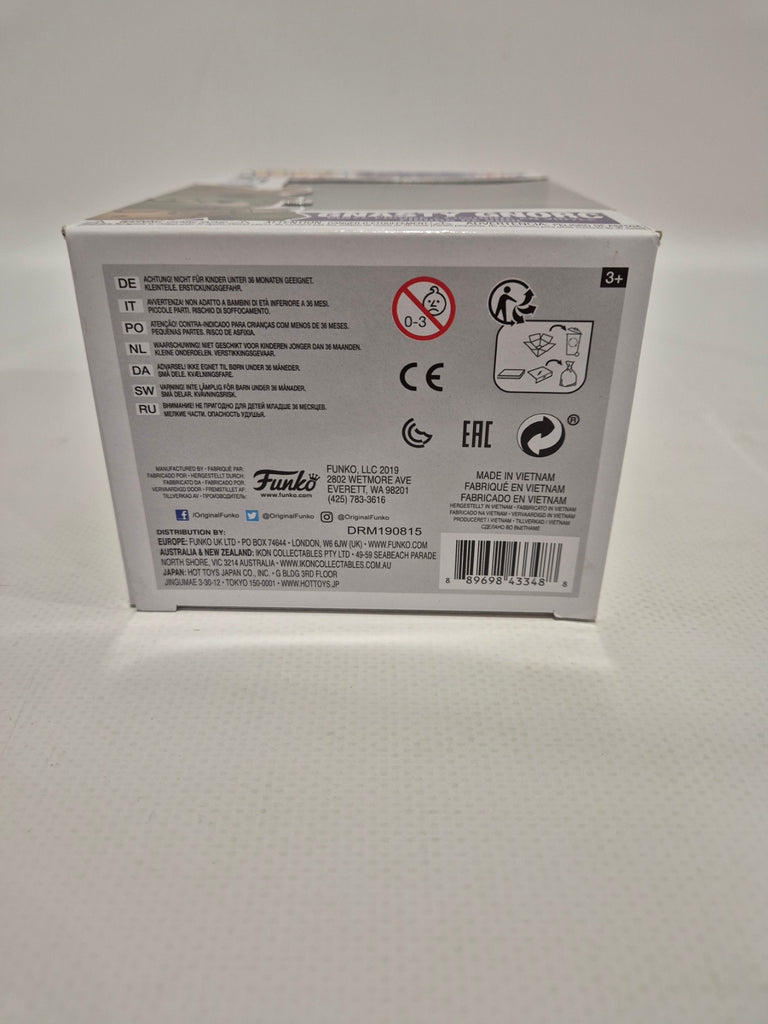 GNASTY GNORC
3+
DE ACHTUNG! NICHT FÜR KINDER UNTER 36 MONATEN GEEIGNET.
KLEINTEILE. ERSTICKUNGSGEFAHR.
IT AVVERTENZA! NON ADATTO A BAMBINI DI ETÀ INFERIORE A 36 MESI.
PICCOLE PARTI. RISCHIO DI SOFFOCAMENTO.
PO ATENÇÃO! CONTRA-INDICADO PARA CRIANÇAS COM MENOS DE 36 MESES.
PEQUENAS PARTES. RISCO DE ASFIXIA.
NL WAARSCHUWING! NIET GESCHIKT VOOR KINDEREN JONGER DAN 36 MAANDEN.
KLEINE ONDERDELEN. VERSTIKKINGSGEVAAR.
DA ADVARSEL! IKKE EGNET TIL BØRN UNDER 36 MÅNEDER.
SMÅ DELE. KVÆLNINGSFARE.
SW VARNING! INTE LÄMPLIG FÖR BARN UNDER 36 MÅNADER.
SMÅ DELAR. KVÄVNINGSRISK.
RU ВНИМАНИЕ! НЕ ПРИГОДНО ДЛЯ ДЕТЕЙ МЛАДШЕ 36 МЕСЯЦЕВ.
МЕЛКИЕ ЧАСТИ. ОПАСНОСТЬ УДУШЬЯ.
0-3
CE
EAC
®
MANUFACTURED BY • FABRIQUÉ PAR:
FABRICADO POR • HERGESTELLT DURCH:
FABBRICATO DA • FABRICADO POR
VERVAARDIGD DOOR • FREMSTILLET AF:
TILLVERKAD AV • ПРОИЗВОДИТЕЛЬ:
Funko
www.funko.com
FUNKO, LLC 2019
2802 WETMORE AVE
EVERETT, WA 98201
(425) 783-3616
MADE IN VIETNAM
FABRIQUÉ EN VIETNAM
FABRICADO EN VIETNAM
HERGESTELLT IN VIETNAM • FABBRICATO IN VIETNAM
FABRICADO NA VIETNAM • VERVAARDIGD IN VIETNAM
PRODUCERET I VIETNAM • TILLVERKAD I VIETNAM
СДЕЛАНО ВО ВЬЕТНАМЕ
/OriginalFunko @OriginalFunko @OriginalFunko
DRM190815
DISTRIBUTION BY:
EUROPE: FUNKO UK LTD • PO BOX 74644 • LONDON, W6 6JW (UK) • WWW.FUNKO.COM
AUSTRALIA & NEW ZEALAND: IKON COLLECTABLES PTY LTD • 49-59 SEABEACH PARADE
NORTH SHORE, VIC 3214 AUSTRALIA • WWW.IKONCOLLECTABLES.COM.AU
JAPAN: HOT TOYS JAPAN CO., INC. • G BLDG 3RD FLOOR
JINGUMAE 3-30-12 • TOKYO 150-0001 • WWW.HOTTOYS.JP
8 89698 43348 8